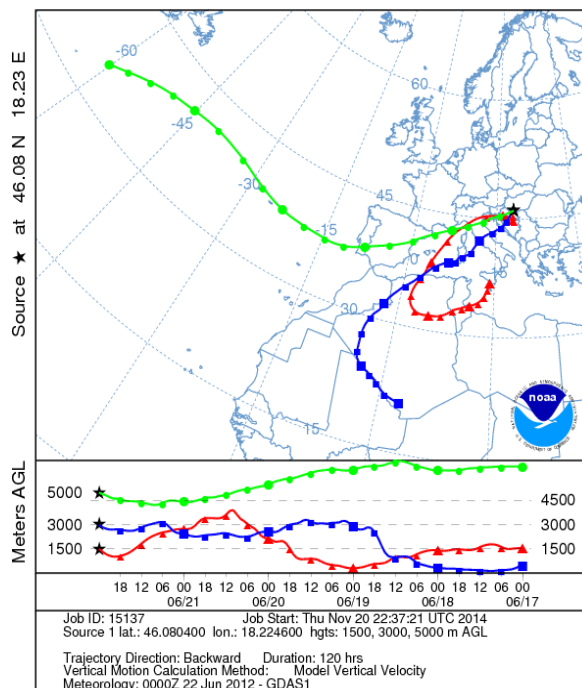 Source ★ at 46.08 N 18.23 E
-60
-45
-30
-15
0
60
45
30
-15
noaa
Meters AGL
5000
3000
1500
4500
3000
1500
18 12 06 00 18 12 06 00 18 12 06 00 18 12 06 00 18 12 06 00
06/21 06/20 06/19 06/18 06/17
Job ID: 15137 Job Start: Thu Nov 20 22:37:21 UTC 2014
Source 1 lat.: 46.080400 lon.: 18.224600 hgts: 1500, 3000, 5000 m AGL
Trajectory Direction: Backward Duration: 120 hrs
Vertical Motion Calculation Method: Model Vertical Velocity
Meteorology: 0000Z 22 Jun 2012 - GDAS1